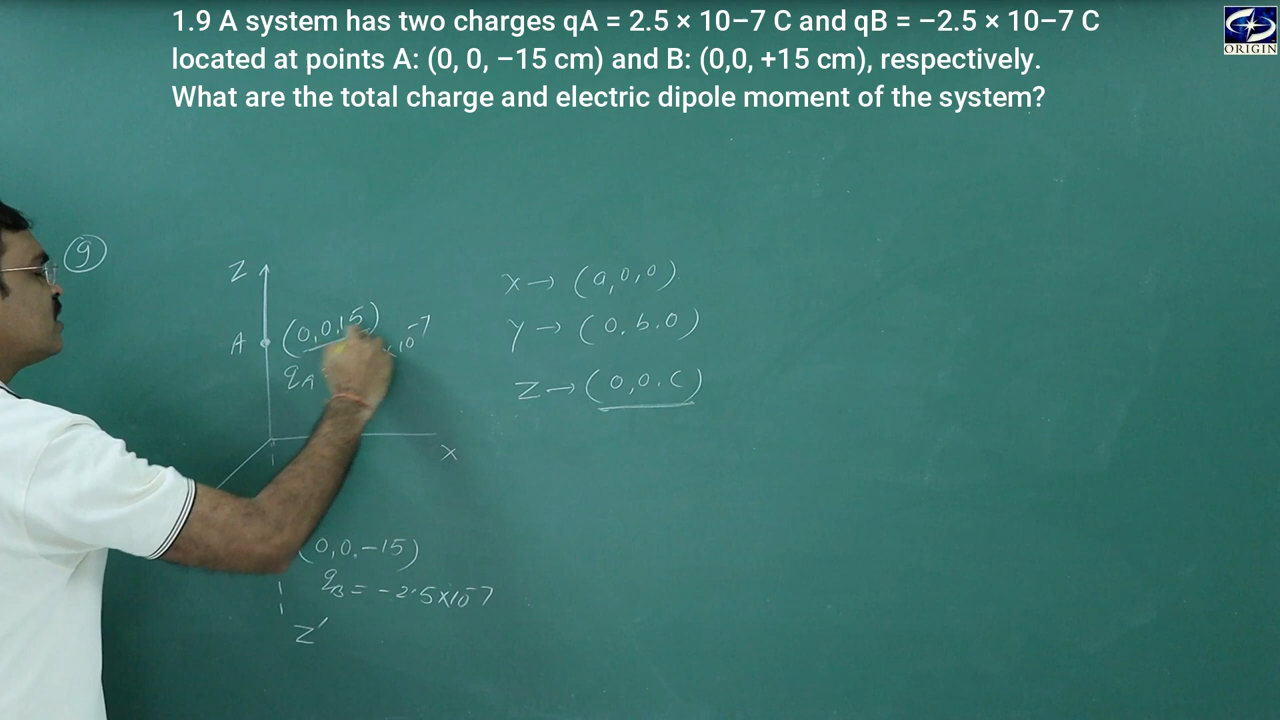 1.9 A system has two charges qA = 2.5 × 10–7 C and qB = –2.5 × 10–7 C
located at points A: (0, 0, –15 cm) and B: (0,0, +15 cm), respectively.
What are the total charge and electric dipole moment of the system?
ORIGIN
9
Z
A (0,0,15)
qA
×10-7
X
(0,0,-15)
qB = -2.5×10-7
Z'
X → (a,0,0)
Y → (0.b.0)
Z → (0,0.C)